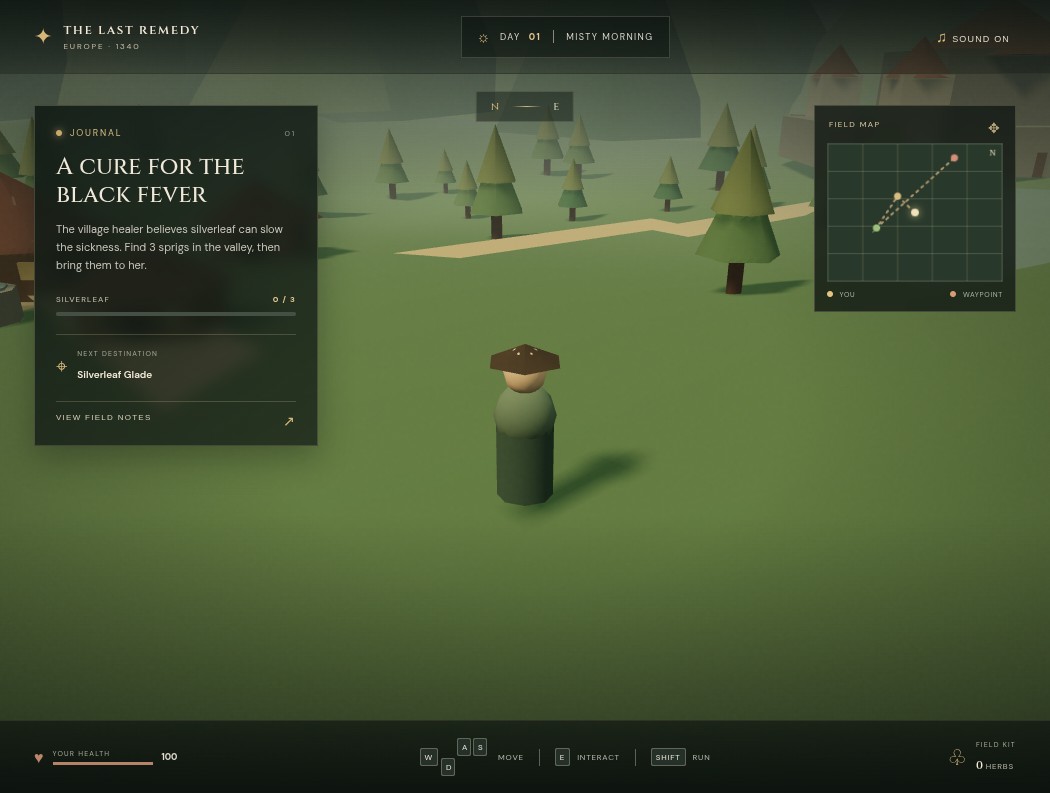 THE LAST REMEDY
EUROPE · 1340
DAY 01 MISTY MORNING
SOUND ON
N E
JOURNAL 01
A CURE FOR THE
BLACK FEVER
The village healer believes silverleaf can slow
the sickness. Find 3 sprigs in the valley, then
bring them to her.
SILVERLEAF 0 / 3
NEXT DESTINATION
Silverleaf Glade
VIEW FIELD NOTES
FIELD MAP
N
YOU WAYPOINT
YOUR HEALTH 100
W A S D MOVE E INTERACT SHIFT RUN
FIELD KIT
0 HERBS